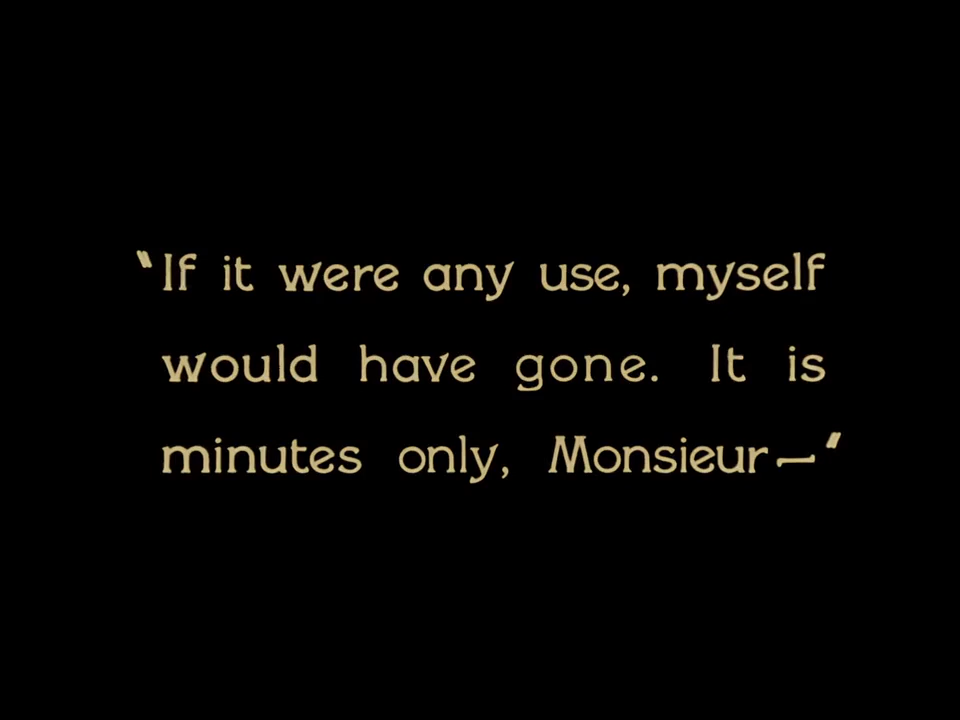 "If it were any use, myself
would have gone. It is
minutes only, Monsieur—"